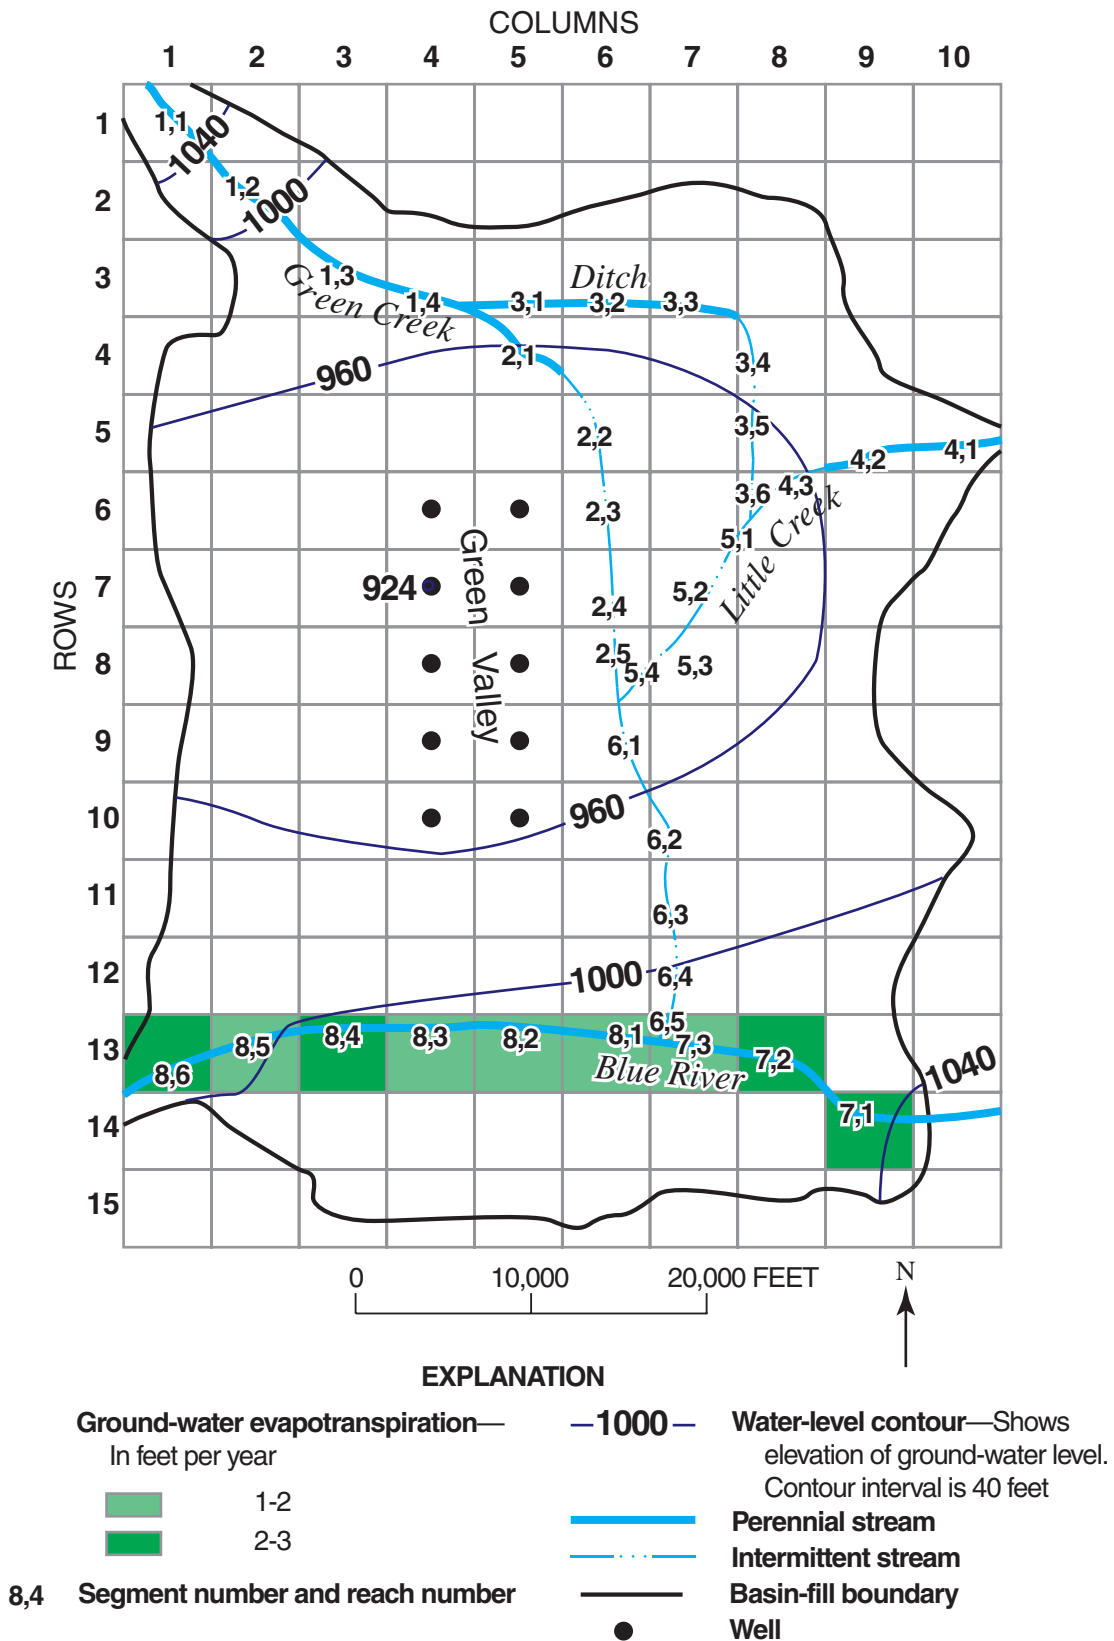 COLUMNS
1 2 3 4 5 6 7 8 9 10
1
1,1
1040
2
1,2
1000
3
1,3
Ditch
1,4
3,1
3,2
3,3
Green Creek
4
2,1
3,4
960
5
2,2
3,5
4,2
4,1
6
2,3
3,6
4,3
5,1
Little Creek
Green Valley
ROWS
7
924
2,4
5,2
8
2,5
5,4
5,3
9
6,1
10
960
6,2
11
6,3
12
1000
6,4
13
8,6
8,5
8,4
8,3
8,2
8,1
6,5
7,3
7,2
Blue River
1040
14
7,1
15
0 10,000 20,000 FEET
N
EXPLANATION
Ground-water evapotranspiration—
In feet per year
1-2
2-3
8,4 Segment number and reach number
—1000— Water-level contour—Shows
elevation of ground-water level.
Contour interval is 40 feet
Perennial stream
Intermittent stream
Basin-fill boundary
Well